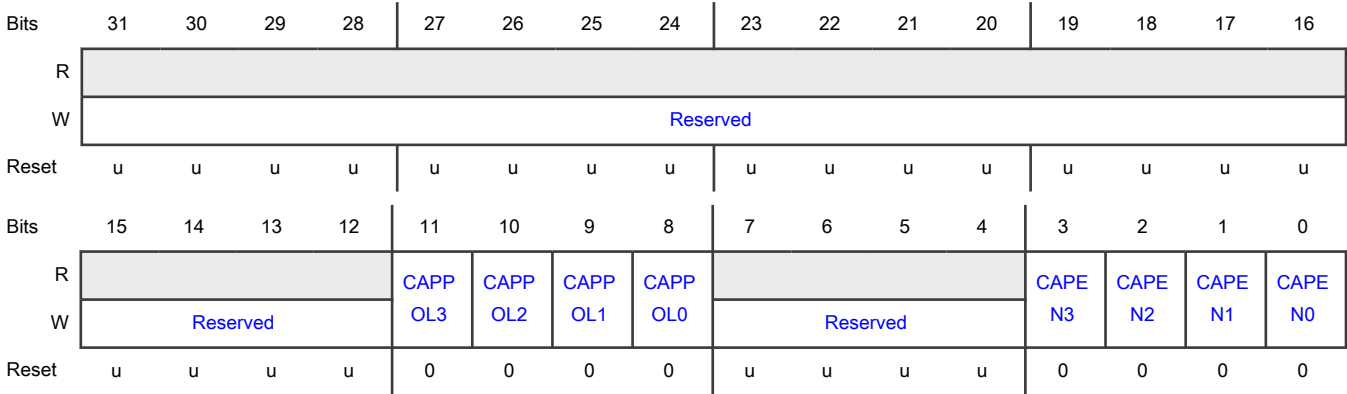 Bits 31 30 29 28 27 26 25 24 23 22 21 20 19 18 17 16
R
W Reserved
Reset u u u u u u u u u u u u u u u u
Bits 15 14 13 12 11 10 9 8 7 6 5 4 3 2 1 0
R CAPP CAPP CAPP CAPP CAPE CAPE CAPE CAPE
W Reserved OL3 OL2 OL1 OL0 Reserved N3 N2 N1 N0
Reset u u u u 0 0 0 0 u u u u 0 0 0 0